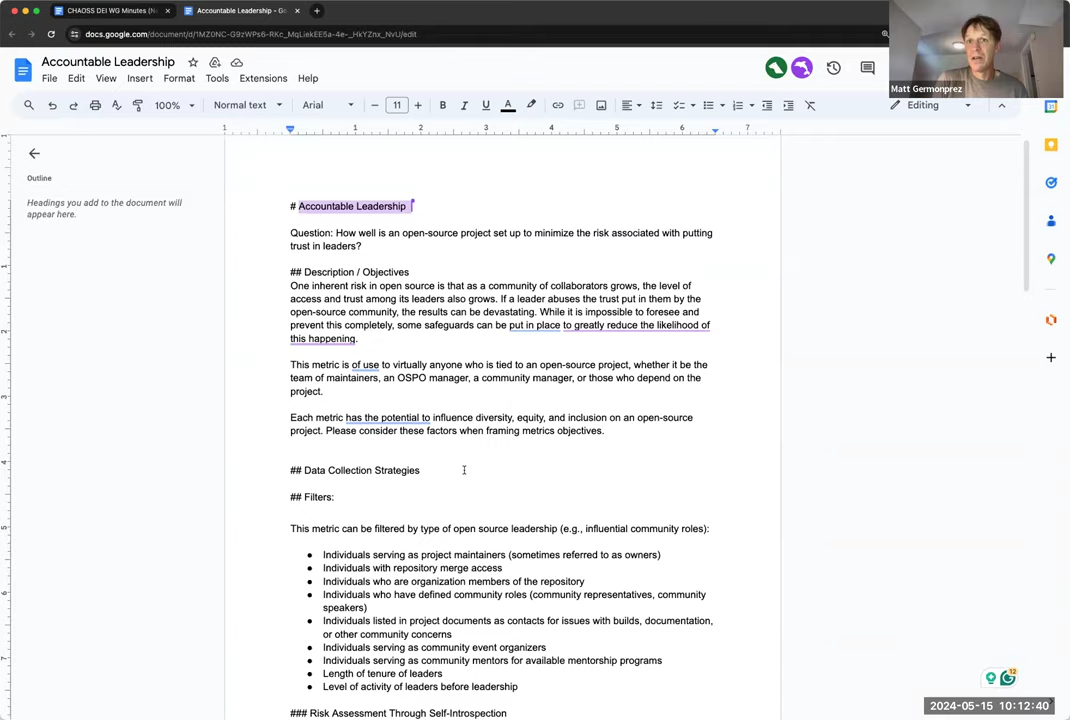 CHAOSS DEI WG Minutes (N
Accountable Leadership - Go
docs.google.com/document/d/1MZ0NC-G9zWPs6-RKc_MqLiekEE5a-4e-_HkYZnx_NvU/edit
Matt Germonprez
Accountable Leadership
File Edit View Insert Format Tools Extensions Help
100% Normal text Arial 11 Editing
1 1 2 3 4 5 6 7
Outline
Headings you add to the document will
appear here.
# Accountable Leadership
Question: How well is an open-source project set up to minimize the risk associated with putting
trust in leaders?
## Description / Objectives
One inherent risk in open source is that as a community of collaborators grows, the level of
access and trust among its leaders also grows. If a leader abuses the trust put in them by the
open-source community, the results can be devastating. While it is impossible to foresee and
prevent this completely, some safeguards can be put in place to greatly reduce the likelihood of
this happening.
This metric is of use to virtually anyone who is tied to an open-source project, whether it be the
team of maintainers, an OSPO manager, a community manager, or those who depend on the
project.
Each metric has the potential to influence diversity, equity, and inclusion on an open-source
project. Please consider these factors when framing metrics objectives.
## Data Collection Strategies
## Filters:
This metric can be filtered by type of open source leadership (e.g., influential community roles):
● Individuals serving as project maintainers (sometimes referred to as owners)
● Individuals with repository merge access
● Individuals who are organization members of the repository
● Individuals who have defined community roles (community representatives, community
speakers)
● Individuals listed in project documents as contacts for issues with builds, documentation,
or other community concerns
● Individuals serving as community event organizers
● Individuals serving as community mentors for available mentorship programs
● Length of tenure of leaders
● Level of activity of leaders before leadership
### Risk Assessment Through Self-Introspection
12
2024-05-15 10:12:40